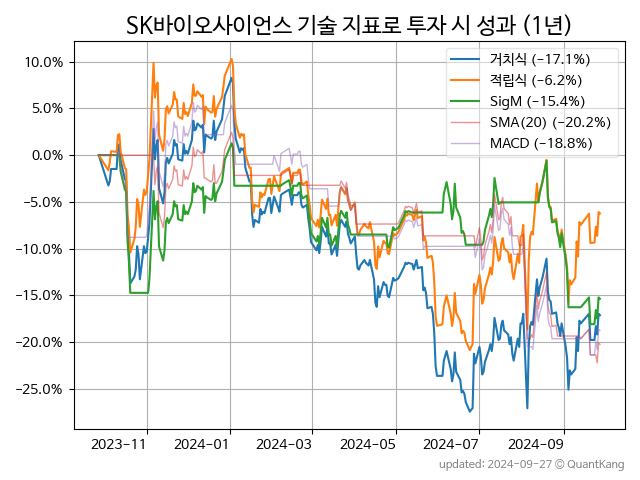 SK바이오사이언스 기술 지표로 투자 시 성과 (1년)
거치식 (−17.1%)
적립식 (−6.2%)
SigM (−15.4%)
SMA(20) (−20.2%)
MACD (−18.8%)
10.0%
5.0%
0.0%
−5.0%
−10.0%
−15.0%
−20.0%
−25.0%
2023-11 2024-01 2024-03 2024-05 2024-07 2024-09
updated: 2024-09-27 © QuantKang